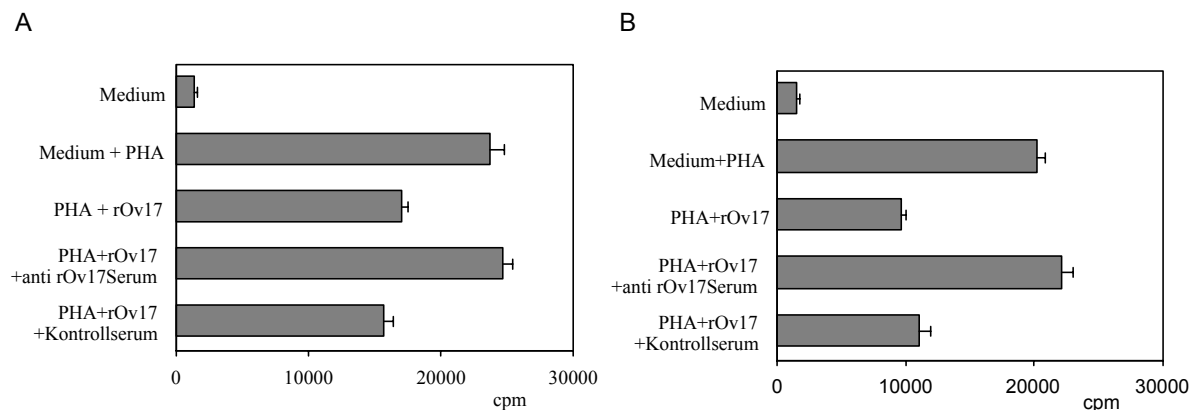 A
Medium
Medium + PHA
PHA + rOv17
PHA+rOv17
+anti rOv17Serum
PHA+rOv17
+Kontrollserum
0 10000 20000 30000
cpm
B
Medium
Medium+PHA
PHA+rOv17
PHA+rOv17
+anti rOv17Serum
PHA+rOv17
+Kontrollserum
0 10000 20000 30000
cpm